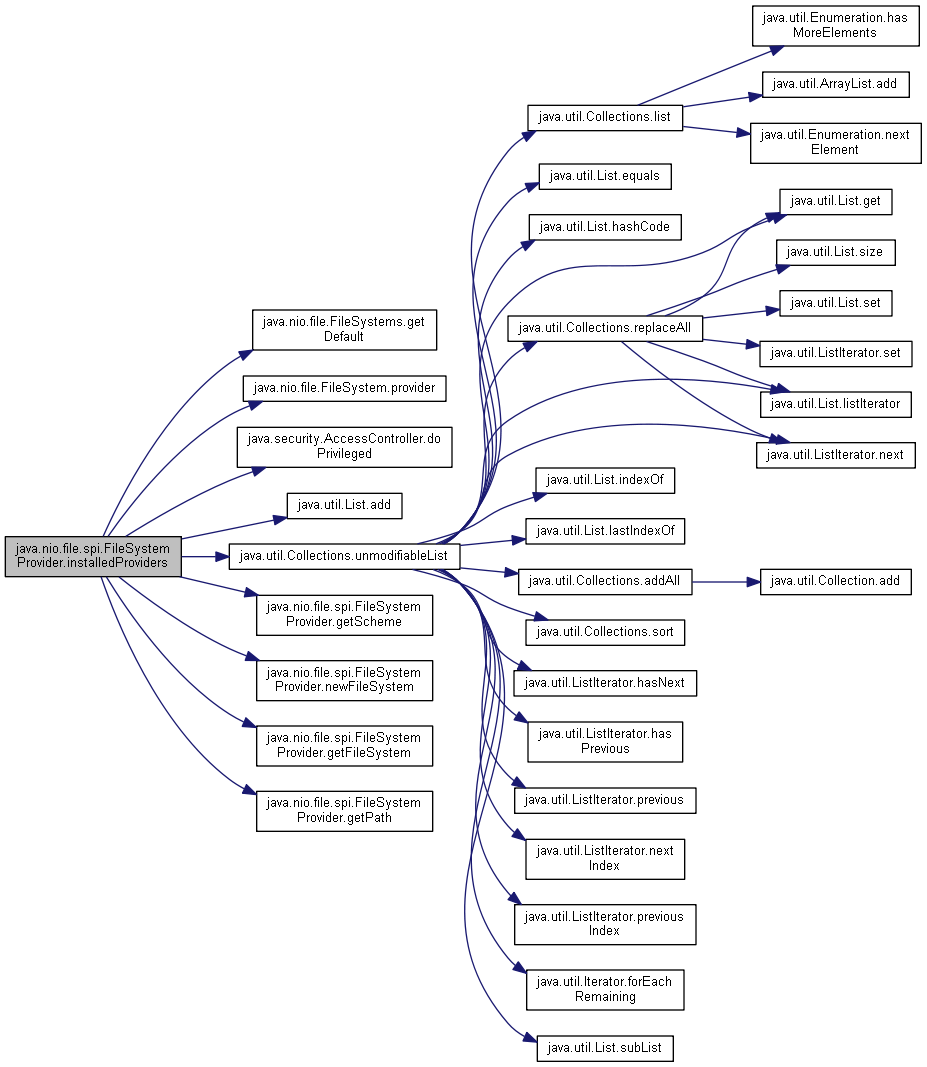 java.nio.file.spi.FileSystem
Provider.installedProviders
java.nio.file.FileSystems.get
Default
java.nio.file.FileSystem.provider
java.security.AccessController.do
Privileged
java.util.List.add
java.util.Collections.unmodifiableList
java.nio.file.spi.FileSystem
Provider.getScheme
java.nio.file.spi.FileSystem
Provider.newFileSystem
java.nio.file.spi.FileSystem
Provider.getFileSystem
java.nio.file.spi.FileSystem
Provider.getPath
java.util.Collections.list
java.util.List.equals
java.util.List.hashCode
java.util.Collections.replaceAll
java.util.List.indexOf
java.util.List.lastIndexOf
java.util.Collections.addAll
java.util.Collections.sort
java.util.ListIterator.hasNext
java.util.ListIterator.has
Previous
java.util.ListIterator.previous
java.util.ListIterator.next
Index
java.util.ListIterator.previous
Index
java.util.Iterator.forEach
Remaining
java.util.List.subList
java.util.Enumeration.has
MoreElements
java.util.ArrayList.add
java.util.Enumeration.next
Element
java.util.List.get
java.util.List.size
java.util.List.set
java.util.ListIterator.set
java.util.List.listIterator
java.util.ListIterator.next
java.util.Collection.add